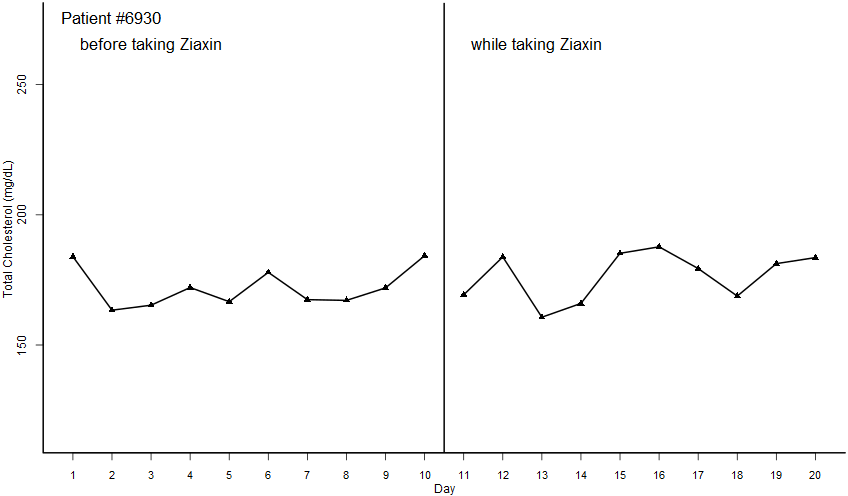 Patient #6930
before taking Ziaxin
while taking Ziaxin
Total Cholesterol (mg/dL)
250
200
150
1 2 3 4 5 6 7 8 9 10 11 12 13 14 15 16 17 18 19 20
Day